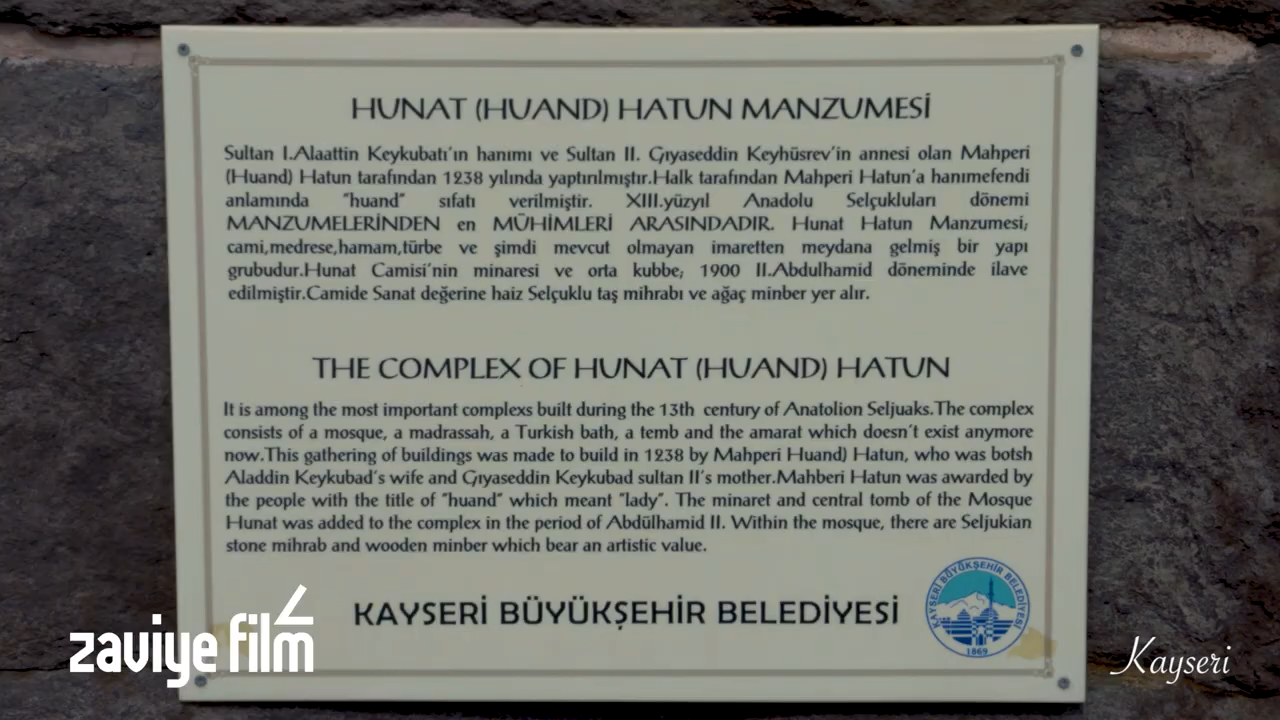 HUNAT (HUAND) HATUN MANZUMESİ
Sultan I.Alaattin Keykubatı'ın hanımı ve Sultan II. Gıyaseddin Keyhüsrev'in annesi olan Mahperi
(Huand) Hatun tarafından 1238 yılında yaptırılmıştır.Halk tarafından Mahperi Hatun'a hanımefendi
anlamında "huand" sıfatı verilmiştir. XIII.yüzyıl Anadolu Selçukluları dönemi
MANZUMELERİNDEN en MÜHİMLERİ ARASINDADIR. Hunat Hatun Manzumesi;
cami,medrese,hamam,türbe ve şimdi mevcut olmayan imaretten meydana gelmiş bir yapı
grubudur.Hunat Camisi'nin minaresi ve orta kubbe; 1900 II.Abdulhamid döneminde ilave
edilmiştir.Camide Sanat değerine haiz Selçuklu taş mihrabı ve ağaç minber yer alır.
THE COMPLEX OF HUNAT (HUAND) HATUN
It is among the most important complexs built during the 13th century of Anatolion Seljuaks.The complex
consists of a mosque, a madrassah, a Turkish bath, a temb and the amarat which doesn't exist anymore
now.This gathering of buildings was made to build in 1238 by Mahperi Huand) Hatun, who was botsh
Aladdin Keykubad's wife and Gıyaseddin Keykubad sultan II's mother.Mahberi Hatun was awarded by
the people with the title of "huand" which meant "lady". The minaret and central tomb of the Mosque
Hunat was added to the complex in the period of Abdülhamid II. Within the mosque, there are Seljukian
stone mihrab and wooden minber which bear an artistic value.
KAYSERİ BÜYÜKŞEHİR BELEDİYESİ
KAYSERİ BÜYÜKŞEHİR BELEDİYESİ
1869
zaviye film
Kayseri